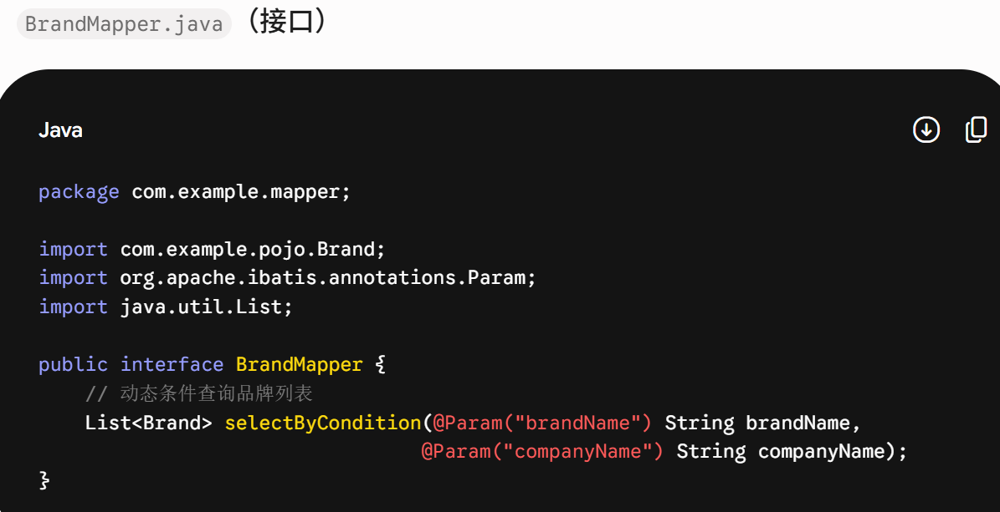 BrandMapper.java（接口）
Java
package com.example.mapper;
import com.example.pojo.Brand;
import org.apache.ibatis.annotations.Param;
import java.util.List;
public interface BrandMapper {
    // 动态条件查询品牌列表
    List<Brand> selectByCondition(@Param("brandName") String brandName,
                                 @Param("companyName") String companyName);
}